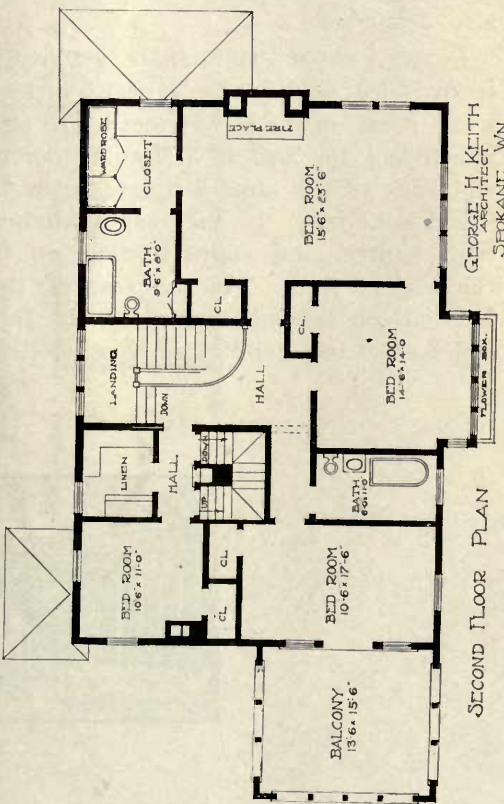 WARDROBE
CLOSET
FIRE PLACE
BED ROOM
15'6" x 23'6"
BATH
9'6" x 8'0"
CL.
CL.
LANDING
DOWN
HALL
BED ROOM
14'6" x 14'0
FLOWER BOX.
LINEN
HALL
DOWN
UP
BATH
6'0 x 11'0"
BED ROOM
10'6" x 11'0"
CL
CL
BED ROOM
10'6" x 17'6"
BALCONY
13'6 x 15'6"
GEORGE H KEITH
ARCHITECT
SPOKANE WN
SECOND FLOOR PLAN